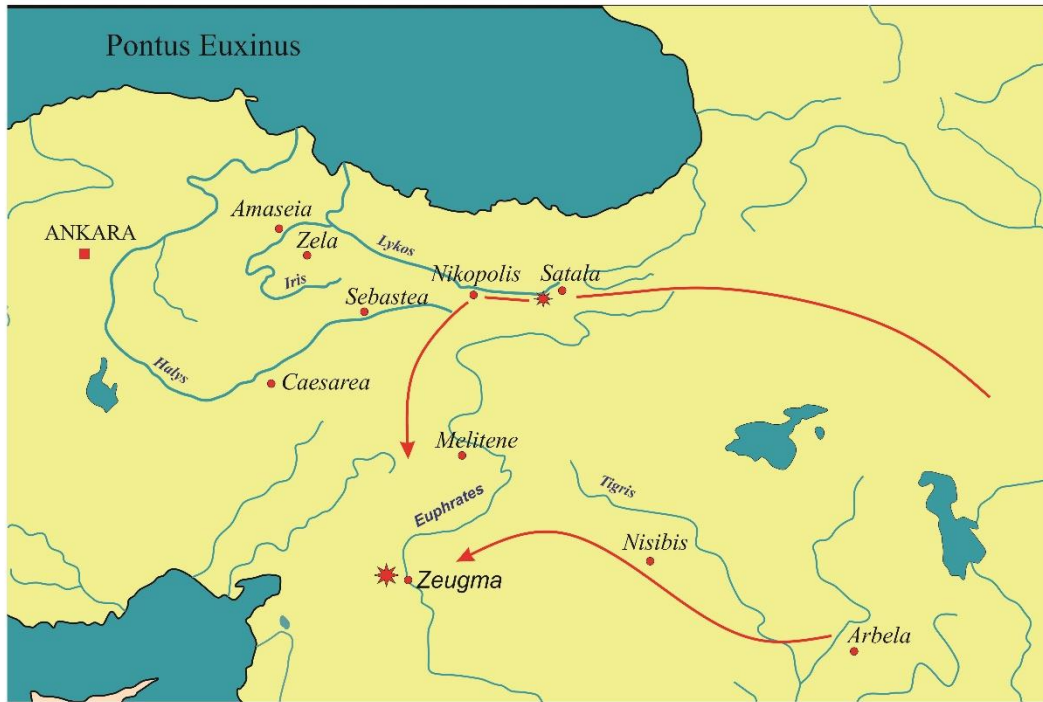 Pontus Euxinus
Amaseia
ANKARA
Zela
Lykos
Iris
Nikopolis
Satala
Sebastea
Halys
Caesarea
Melitene
Euphrates
Tigris
Nisibis
Zeugma
Arbela